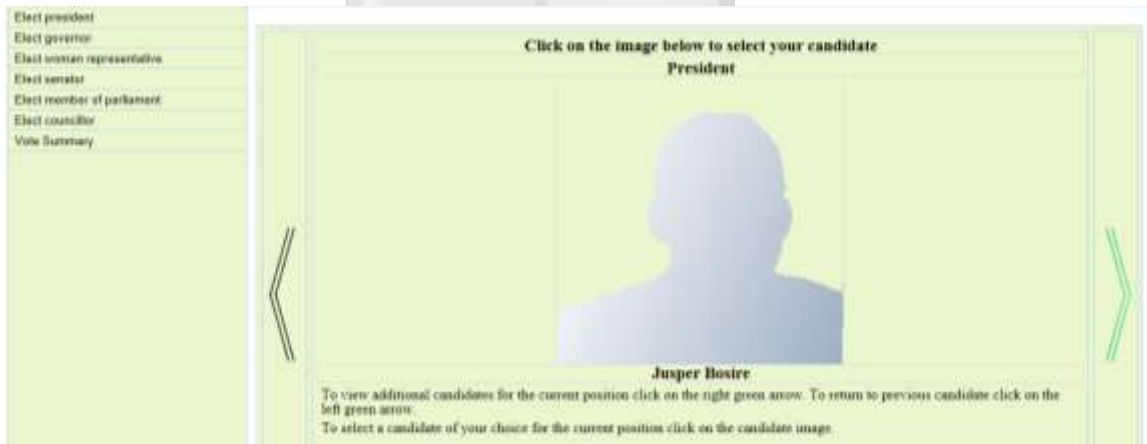 Elect president
Elect governor
Elect woman representative
Elect senator
Elect member of parliament
Elect councillor
Vote Summary
Click on the image below to select your candidate
President
Jusper Bosire
To view additional candidates for the current position click on the right green arrow. To return to previous candidate click on the
left green arrow.
To select a candidate of your choice for the current position click on the candidate image.